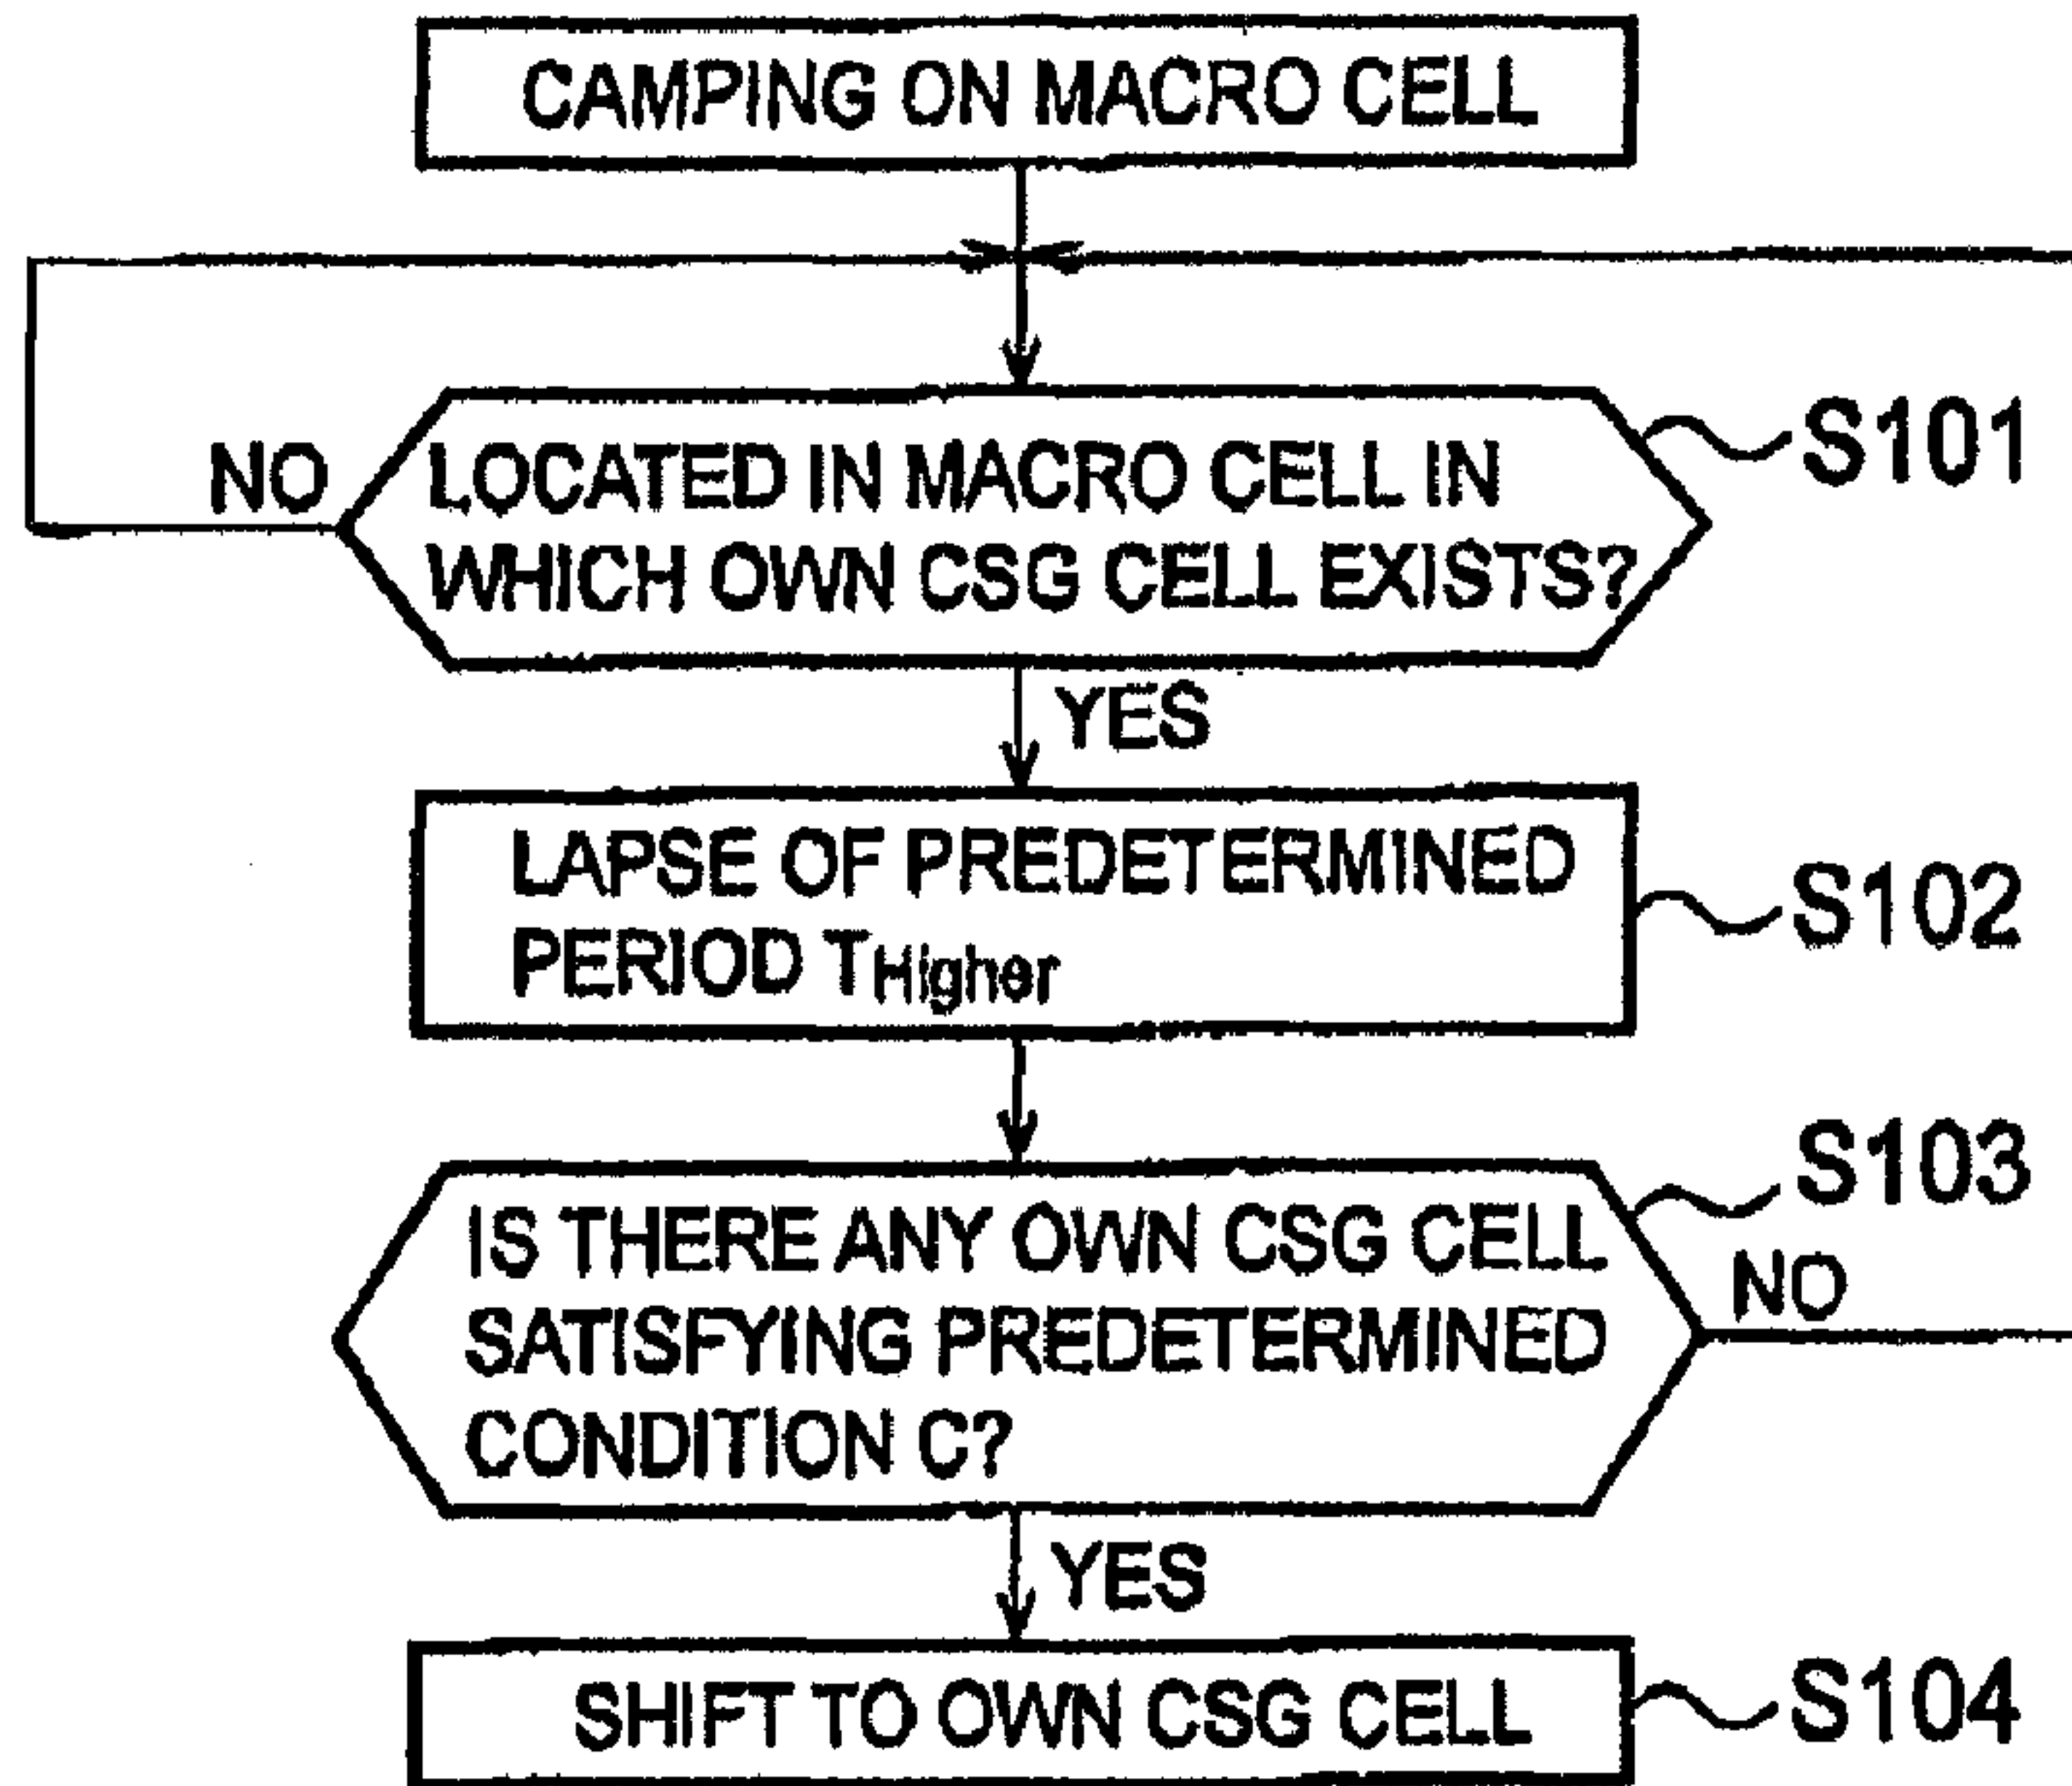 CAMPING ON MACRO CELL
S101
NO
LOCATED IN MACRO CELL IN
WHICH OWN CSG CELL EXISTS?
YES
LAPSE OF PREDETERMINED
PERIOD THigher
S102
S103
IS THERE ANY OWN CSG CELL
SATISFYING PREDETERMINED
CONDITION C?
NO
YES
SHIFT TO OWN CSG CELL
S104